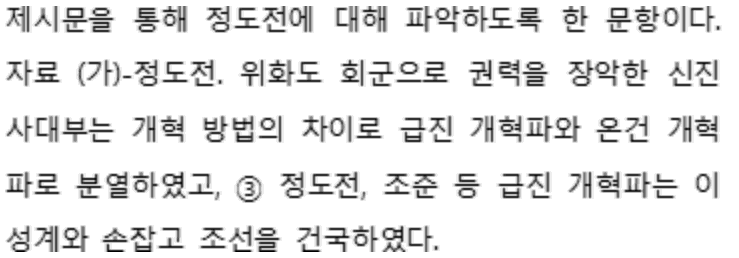 제시문을 통해 정도전에 대해 파악하도록 한 문항이다.
자료 (가)-정도전. 위화도 회군으로 권력을 장악한 신진
사대부는 개혁 방법의 차이로 급진 개혁파와 온건 개혁
파로 분열하였고, ③ 정도전, 조준 등 급진 개혁파는 이
성계와 손잡고 조선을 건국하였다.